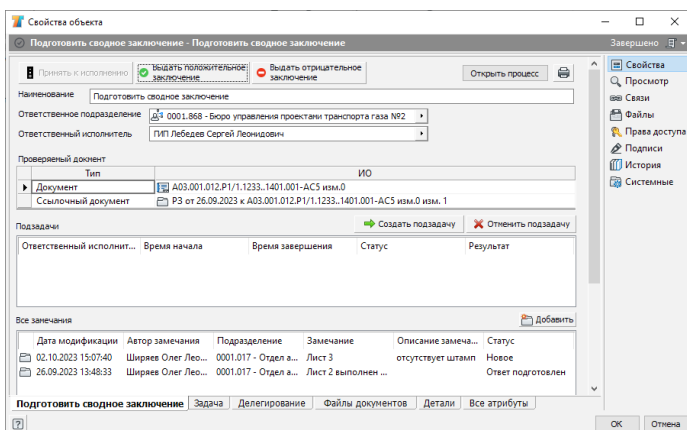 Свойства объекта
Подготовить сводное заключение - Подготовить сводное заключение
Завершено
Принять к исполнению
Выдать положительное заключение
Выдать отрицательное заключение
Открыть процесс
Наименование
Подготовить сводное заключение
Ответственное подразделение
0001.868 - Бюро управления проектами транспорта газа №2
Ответственный исполнитель
ГИП Лебедев Сергей Леонидович
Проверяемый докмент
Тип ИО
Документ А03.001.012.Р1/1.1233..1401.001-АС5 изм.0
Ссылочный документ РЗ от 26.09.2023 к А03.001.012.Р1/1.1233..1401.001-АС5 изм.0 изм. 1
Подзадачи
Создать подзадачу
Отменить подзадачу
Ответственный исполнит... Время начала Время завершения Статус Результат
Все замечания
Добавить
Дата модификации Автор замечания Подразделение Замечание Описание замеча... Статус
02.10.2023 15:07:40 Ширяев Олег Лео... 0001.017 - Отдел а... Лист 3 отсутствует штамп Новое
26.09.2023 13:48:33 Ширяев Олег Лео... 0001.017 - Отдел а... Лист 2 выполнен ... Ответ подготовлен
Подготовить сводное заключение Задача Делегирование Файлы документов Детали Все атрибуты
Свойства
Просмотр
Связи
Файлы
Права доступа
Подписи
История
Системные
ОК Отмена